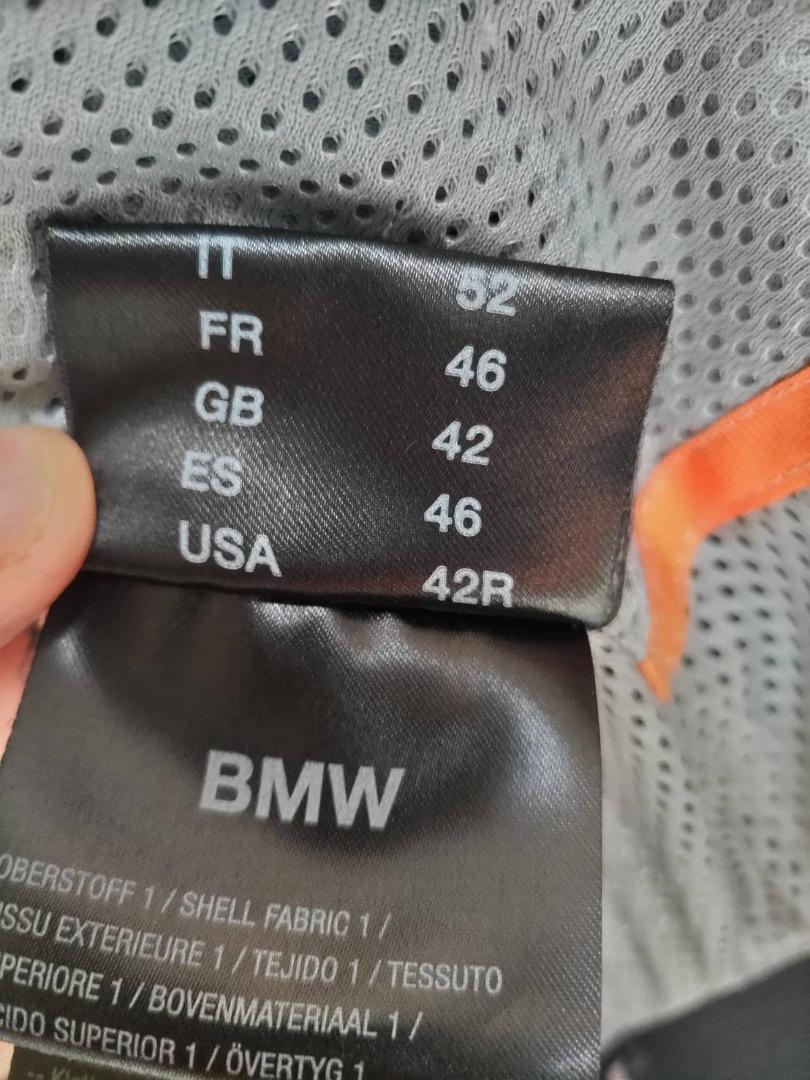 IT 52
FR 46
GB 42
ES 46
USA 42R
BMW
OBERSTOFF 1 / SHELL FABRIC 1 /
ISSU EXTERIEURE 1 / TEJIDO 1 / TESSUTO
PERIORE 1 / BOVENMATERIAAL 1 /
CIDO SUPERIOR 1 / ÖVERTYG 1